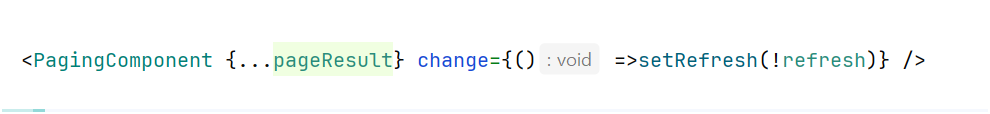 <PagingComponent {...pageResult} change={() : void =>setRefresh(!refresh)} />